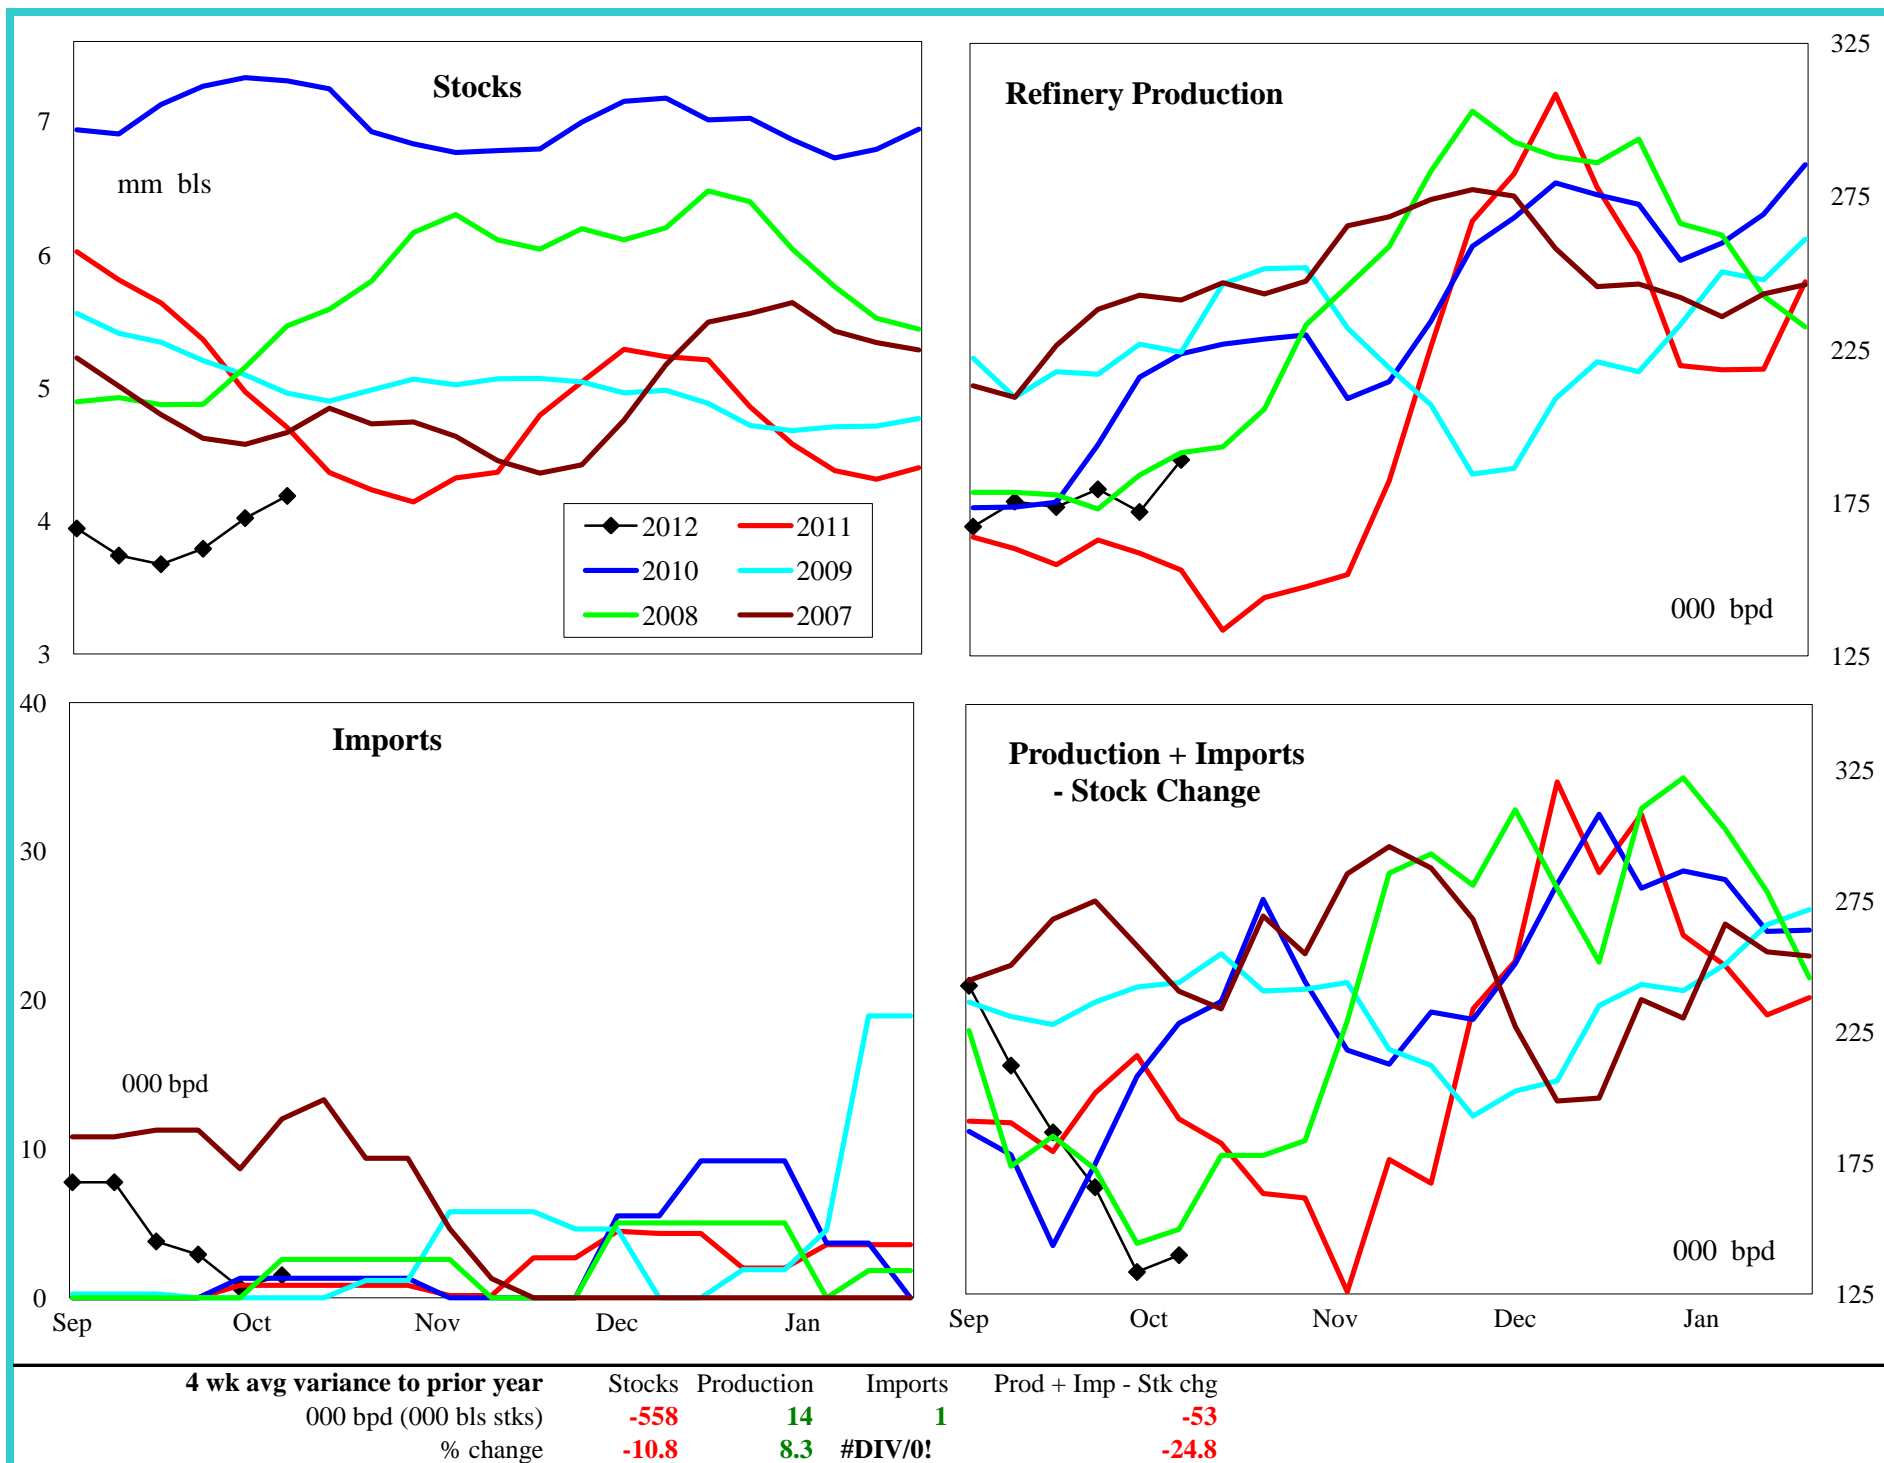 Stocks
mm bls
7
6
5
4
3
2012
2011
2010
2009
2008
2007
Refinery Production
000 bpd
325
275
225
175
125
Imports
000 bpd
40
30
20
10
0
Sep
Oct
Nov
Dec
Jan
Production + Imports
- Stock Change
000 bpd
325
275
225
175
125
Sep
Oct
Nov
Dec
Jan
4 wk avg variance to prior year Stocks Production Imports Prod + Imp - Stk chg
000 bpd (000 bls stks) -558 14 1 -53
% change -10.8 8.3 #DIV/0! -24.8